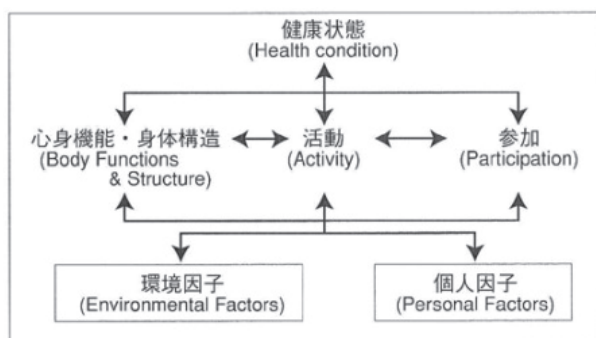 健康状態
(Health condition)
心身機能・身体構造
(Body Functions
& Structure)
活動
(Activity)
参加
(Participation)
環境因子
(Environmental Factors)
個人因子
(Personal Factors)